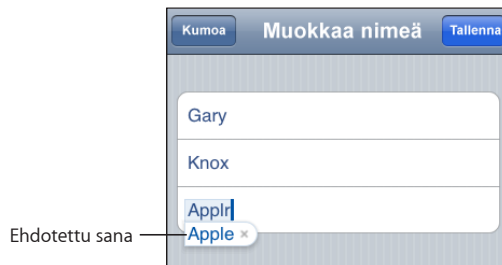 Kumoa Muokkaa nimeä Tallenna
Gary
Knox
Applr
Ehdotettu sana Apple ×